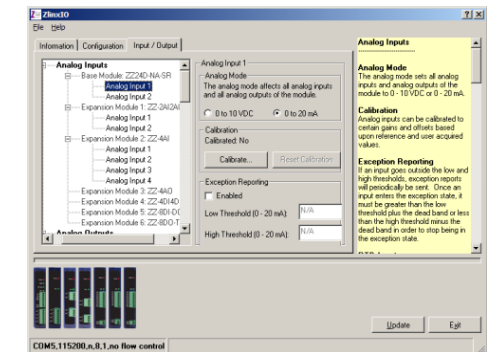 ZlinxIO
File Help
Information Configuration Input / Output
Analog Inputs
Base Module: ZZ24D-NA-SR
Analog Input 1
Analog Input 2
Expansion Module 1: ZZ-2AI2A
Analog Input 1
Analog Input 2
Expansion Module 2: ZZ-4AI
Analog Input 1
Analog Input 2
Analog Input 3
Analog Input 4
Expansion Module 3: ZZ-4AO
Expansion Module 4: ZZ-4DI4D
Expansion Module 5: ZZ-8DI-D
Expansion Module 6: ZZ-8DO-T
Analog Outputs
Analog Input 1
Analog Mode
The analog mode affects all analog inputs
and all analog outputs of the module.
0 to 10 VDC 0 to 20 mA
Calibration
Calibrated: No
Calibrate... Reset Calibration
Exception Reporting
Enabled
Low Threshold (0 - 20 mA): N/A
High Threshold (0 - 20 mA): N/A
Analog Inputs
Analog Mode
The analog mode sets all analog
inputs and analog outputs of the
module to 0 - 10 VDC or 0 - 20 mA.
Calibration
Analog inputs can be calibrated to
certain gains and offsets based
upon reference and user acquired
values.
Exception Reporting
If an input goes outside the low and
high thresholds, exception reports
will periodically be sent. Once an
input enters the exception state, it
must be greater than the low
threshold plus the dead band or less
than the high threshold minus the
dead band in order to stop being in
the exception state.
Update Exit
COM5,115200,n,8,1,no flow control